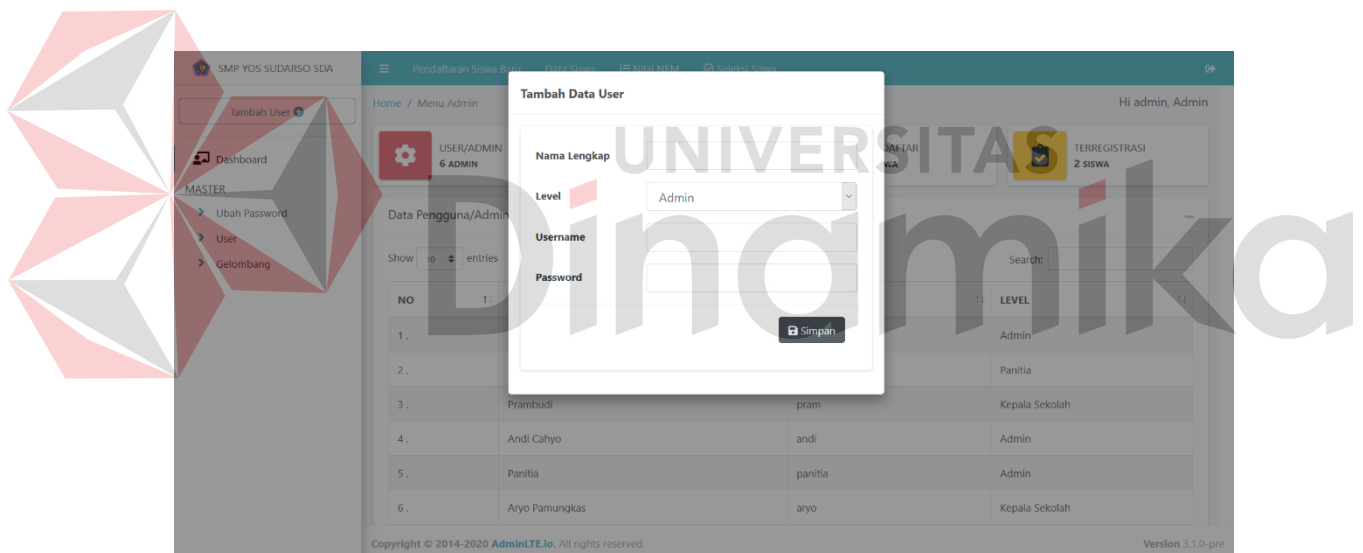 SMP YOS SUDARSO SDA
Pendaftaran Siswa Baru Data Siswa Nilai NEM Seleksi Siswa
Tambah User
Home / Menu Admin
Hi admin, Admin
Tambah Data User
UNIVERSITAS
Dinamika
Dashboard
MASTER
Ubah Password
User
Gelombang
USER/ADMIN
6 ADMIN
TERREGISTRASI
2 SISWA
Nama Lengkap
Level Admin
Username
Password
Simpan
Data Pengguna/Admin
Show 10 entries
Search:
NO LEVEL
1 . Admin
2 . Panitia
3 . Prambudi pram Kepala Sekolah
4 . Andi Cahyo andi Admin
5 . Panitia panitia Admin
6 . Aryo Pamungkas aryo Kepala Sekolah
Copyright © 2014-2020 AdminLTE.io. All rights reserved.
Version 3.1.0-pre